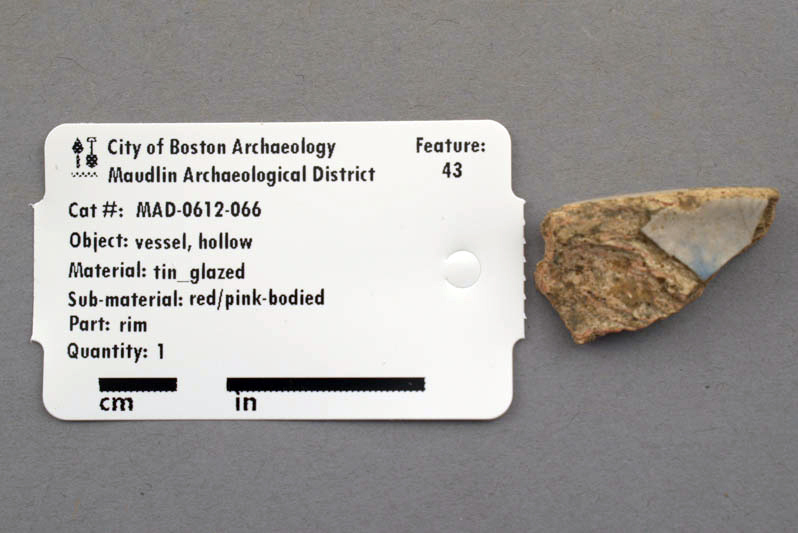 City of Boston Archaeology
Maudlin Archaeological District
Feature:
43
Cat #: MAD-0612-066
Object: vessel, hollow
Material: tin_glazed
Sub-material: red/pink-bodied
Part: rim
Quantity: 1
cm in